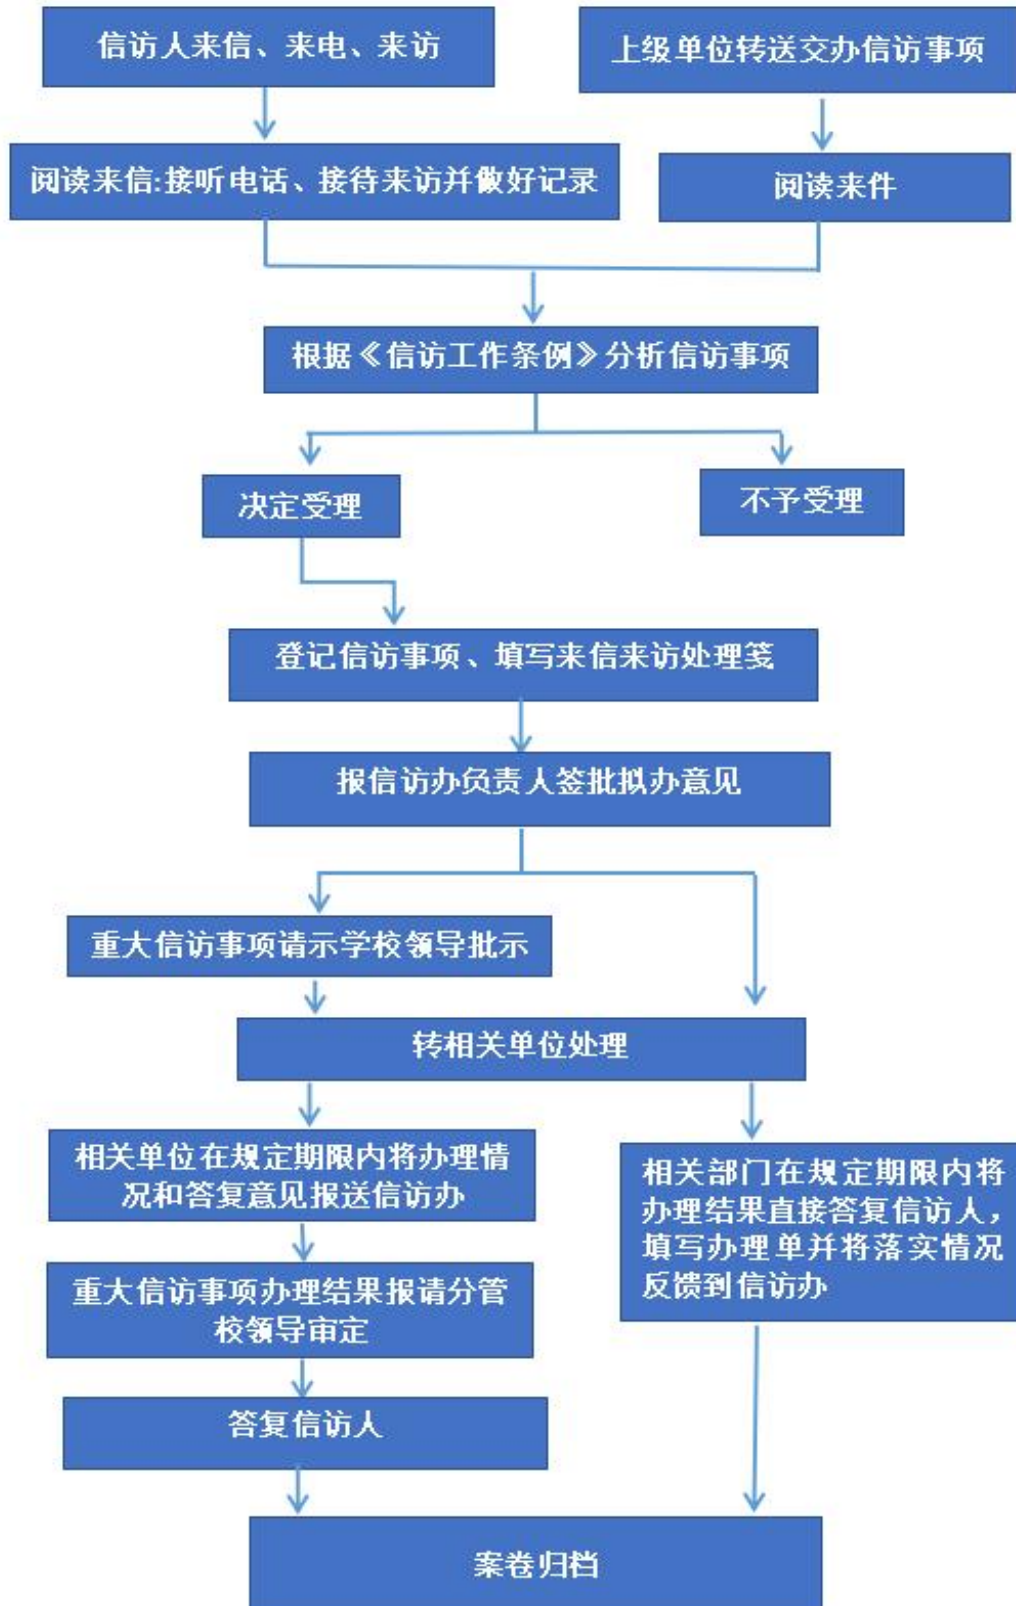 信访人来信、来电、来访
上级单位转送交办信访事项
阅读来信:接听电话、接待来访并做好记录
阅读来件
根据《信访工作条例》分析信访事项
决定受理
不予受理
登记信访事项、填写来信来访处理笺
报信访办负责人签批拟办意见
重大信访事项请示学校领导批示
转相关单位处理
相关单位在规定期限内将办理情
况和答复意见报送信访办
相关部门在规定期限内将
办理结果直接答复信访人，
填写办理单并将落实情况
反馈到信访办
重大信访事项办理结果报请分管
校领导审定
答复信访人
案卷归档